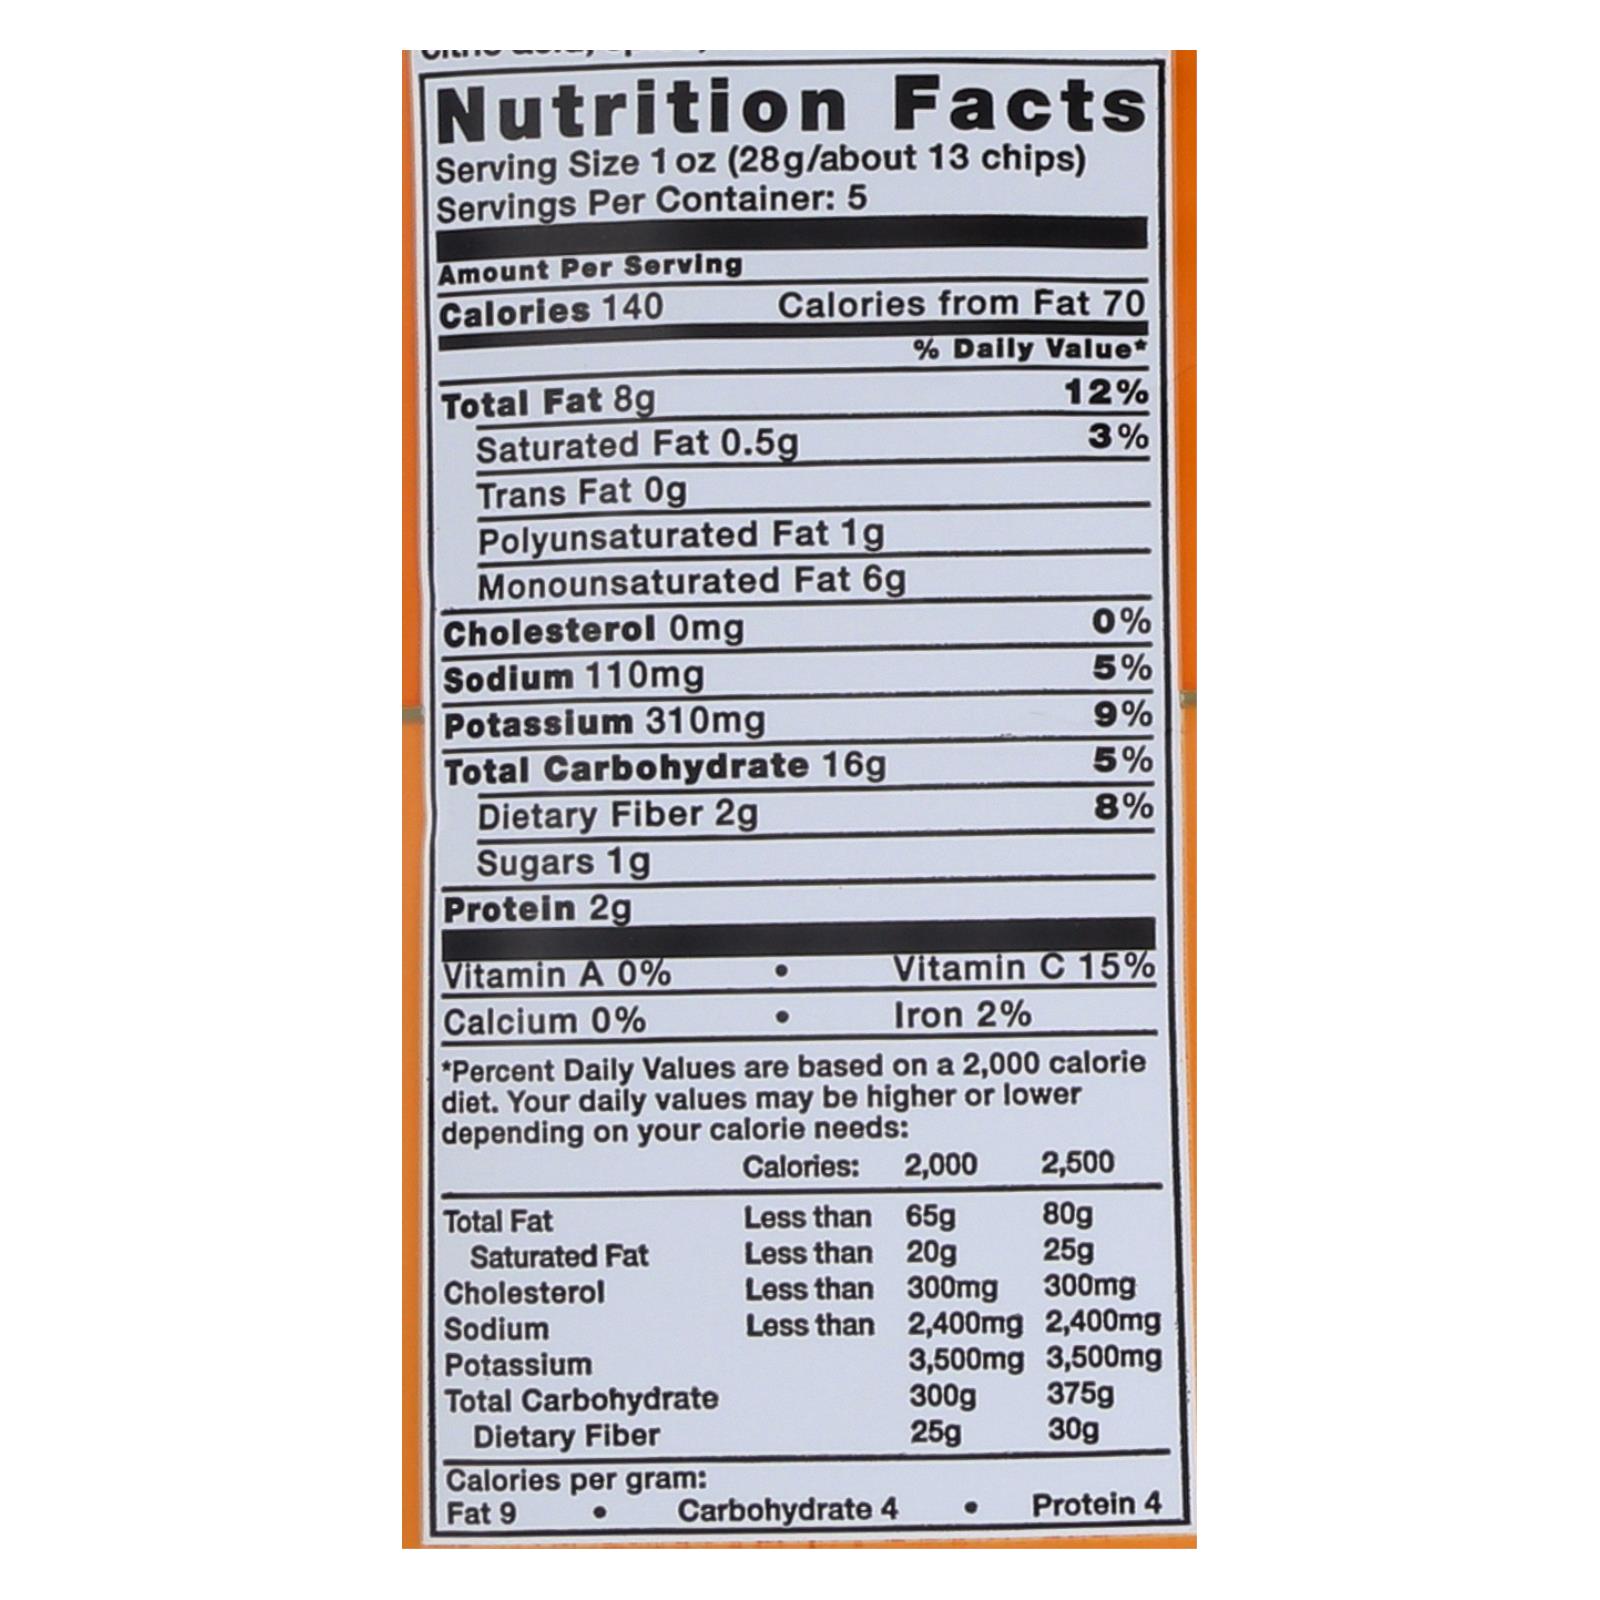 Nutrition Facts
Serving Size 1 oz (28g/about 13 chips)
Servings Per Container: 5
Amount Per Serving
Calories 140 Calories from Fat 70
% Daily Value*
Total Fat 8g 12%
Saturated Fat 0.5g 3%
Trans Fat 0g
Polyunsaturated Fat 1g
Monounsaturated Fat 6g
Cholesterol 0mg 0%
Sodium 110mg 5%
Potassium 310mg 9%
Total Carbohydrate 16g 5%
Dietary Fiber 2g 8%
Sugars 1g
Protein 2g
Vitamin A 0% • Vitamin C 15%
Calcium 0% • Iron 2%
*Percent Daily Values are based on a 2,000 calorie
diet. Your daily values may be higher or lower
depending on your calorie needs:
Calories: 2,000 2,500
Total Fat Less than 65g 80g
Saturated Fat Less than 20g 25g
Cholesterol Less than 300mg 300mg
Sodium Less than 2,400mg 2,400mg
Potassium 3,500mg 3,500mg
Total Carbohydrate 300g 375g
Dietary Fiber 25g 30g
Calories per gram:
Fat 9 • Carbohydrate 4 • Protein 4